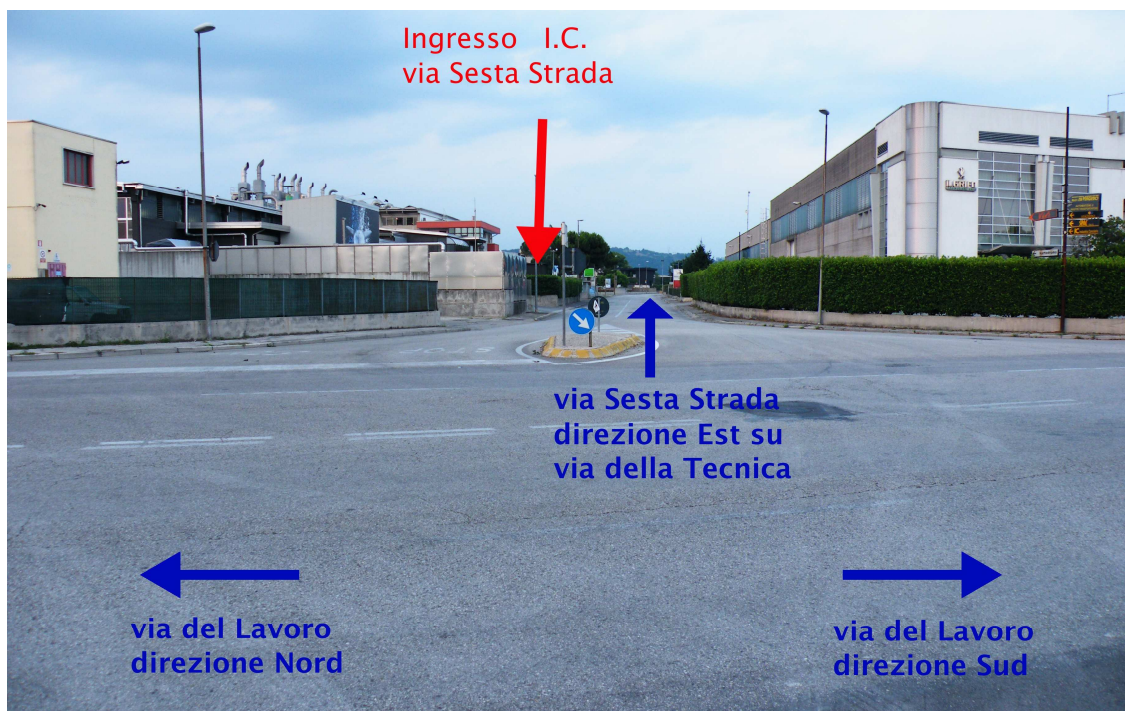 Ingresso I.C.
via Sesta Strada
via Sesta Strada
direzione Est su
via della Tecnica
via del Lavoro
direzione Nord
via del Lavoro
direzione Sud